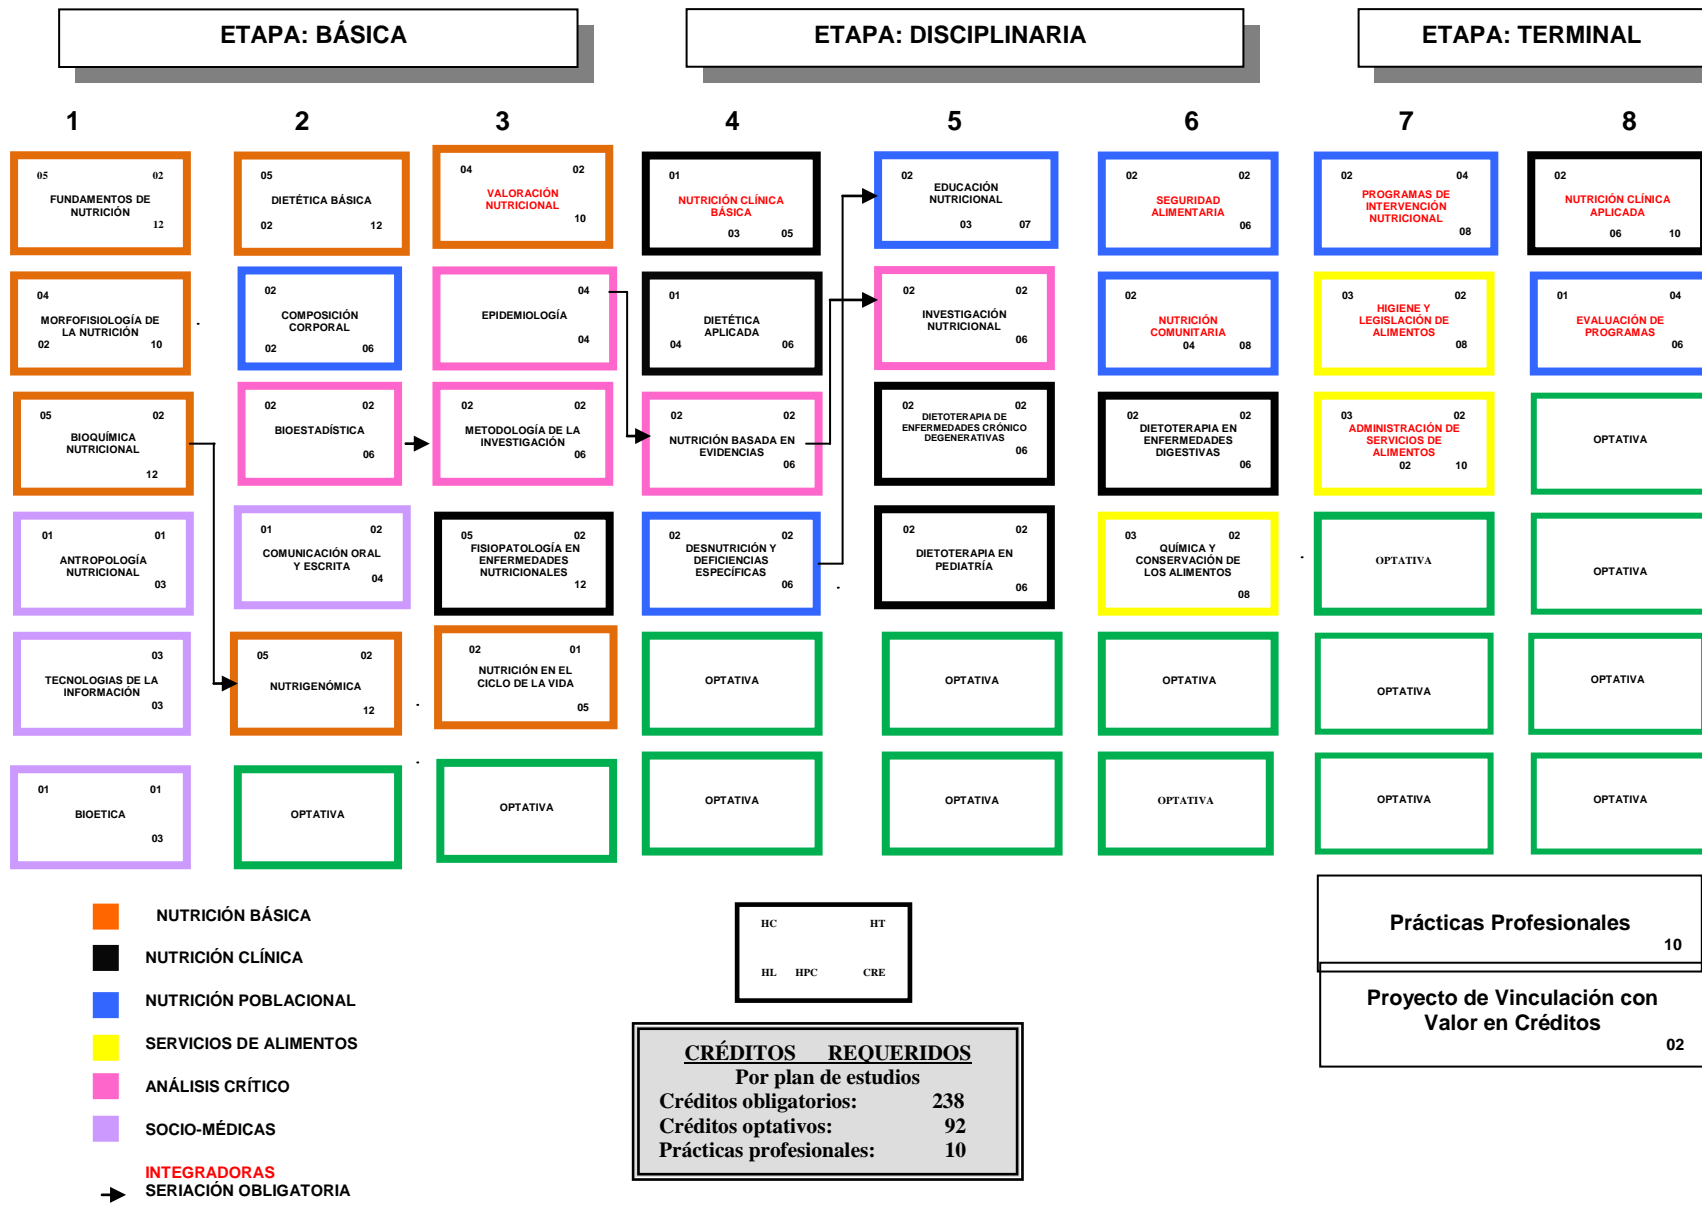 ETAPA: BÁSICA
ETAPA: DISCIPLINARIA
ETAPA: TERMINAL
1 2 3 4 5 6 7 8
05 02
FUNDAMENTOS DE
NUTRICIÓN
12
05
DIETÉTICA BÁSICA
02 12
04 02
VALORACIÓN
NUTRICIONAL
10
01
NUTRICIÓN CLÍNICA
BÁSICA
03 05
02
EDUCACIÓN
NUTRICIONAL
03 07
02 02
SEGURIDAD
ALIMENTARIA
06
02 04
PROGRAMAS DE
INTERVENCIÓN
NUTRICIONAL
08
02
NUTRICIÓN CLÍNICA
APLICADA
06 10
04
MORFOFISIOLOGÍA DE
LA NUTRICIÓN
02 10
02
COMPOSICIÓN
CORPORAL
02 06
04
EPIDEMIOLOGÍA
04
01
DIETÉTICA
APLICADA
04 06
02 02
INVESTIGACIÓN
NUTRICIONAL
06
02
NUTRICIÓN
COMUNITARIA
04 08
03 02
HIGIENE Y
LEGISLACIÓN DE
ALIMENTOS
08
01 04
EVALUACIÓN DE
PROGRAMAS
06
05 02
BIOQUÍMICA
NUTRICIONAL
12
02 02
BIOESTADÍSTICA
06
02 02
METODOLOGÍA DE LA
INVESTIGACIÓN
06
02 02
NUTRICIÓN BASADA EN
EVIDENCIAS
06
02 02
DIETOTERAPIA DE
ENFERMEDADES CRÓNICO
DEGENERATIVAS
06
02 02
DIETOTERAPIA EN
ENFERMEDADES
DIGESTIVAS
06
03 02
ADMINISTRACIÓN DE
SERVICIOS DE
ALIMENTOS
02 10
OPTATIVA
01 01
ANTROPOLOGÍA
NUTRICIONAL
03
01 02
COMUNICACIÓN ORAL
Y ESCRITA
04
05 02
FISIOPATOLOGÍA EN
ENFERMEDADES
NUTRICIONALES
12
02 02
DESNUTRICIÓN Y
DEFICIENCIAS
ESPECÍFICAS
06
02 02
DIETOTERAPIA EN
PEDIATRÍA
06
03 02
QUÍMICA Y
CONSERVACIÓN DE
LOS ALIMENTOS
08
OPTATIVA
OPTATIVA
03
TECNOLOGIAS DE LA
INFORMACIÓN
03
05 02
NUTRIGENÓMICA
12
02 01
NUTRICIÓN EN EL
CICLO DE LA VIDA
05
OPTATIVA
OPTATIVA
OPTATIVA
OPTATIVA
OPTATIVA
01 01
BIOETICA
03
OPTATIVA
OPTATIVA
OPTATIVA
OPTATIVA
OPTATIVA
OPTATIVA
OPTATIVA
NUTRICIÓN BÁSICA
NUTRICIÓN CLÍNICA
NUTRICIÓN POBLACIONAL
SERVICIOS DE ALIMENTOS
ANÁLISIS CRÍTICO
SOCIO-MÉDICAS
INTEGRADORAS
SERIACIÓN OBLIGATORIA
HC HT
HL HPC CRE
CRÉDITOS REQUERIDOS
Por plan de estudios
Créditos obligatorios: 238
Créditos optativos: 92
Prácticas profesionales: 10
Prácticas Profesionales
10
Proyecto de Vinculación con
Valor en Créditos
02